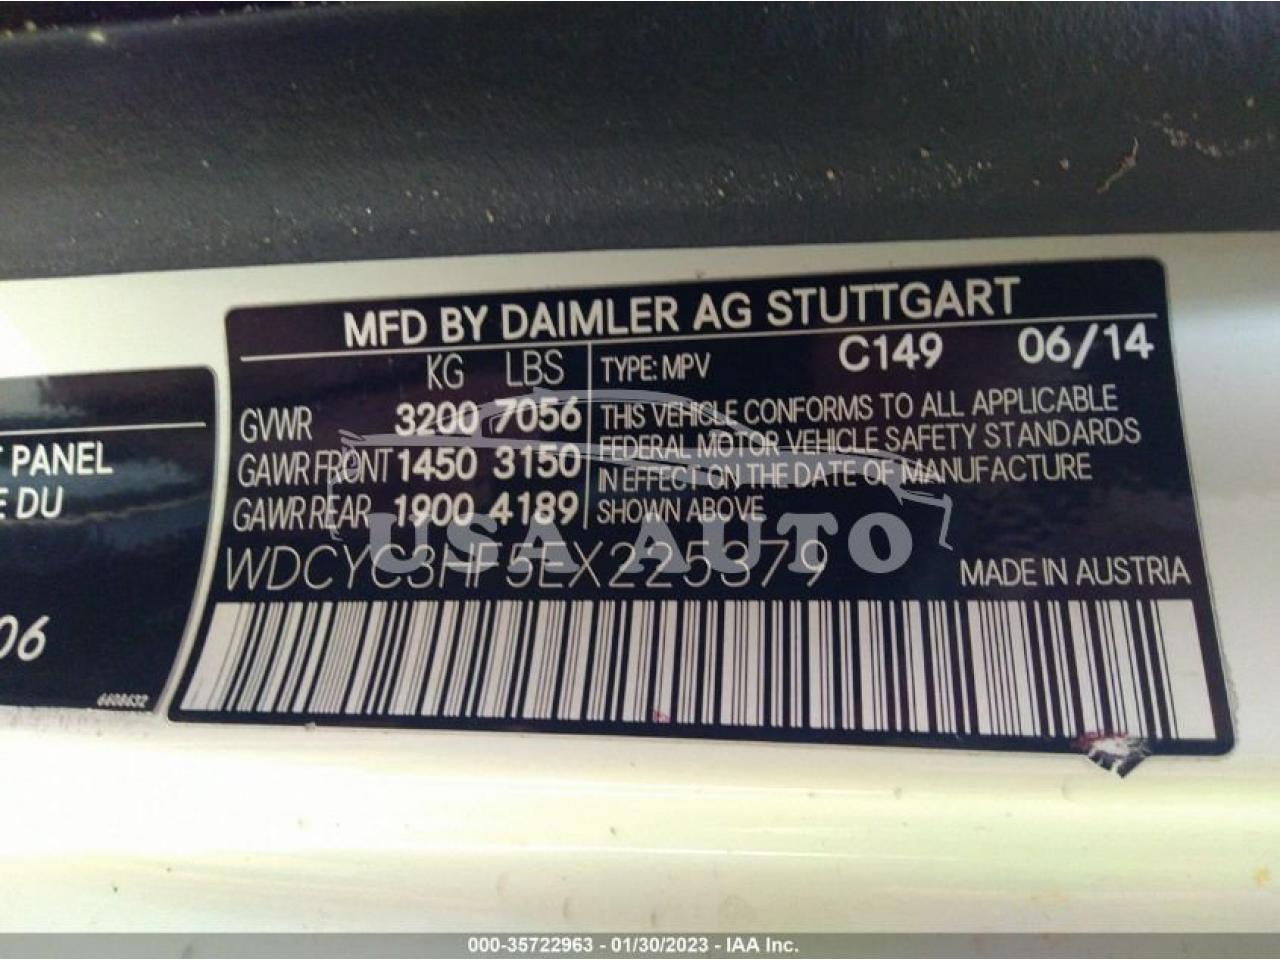 MFD BY DAIMLER AG STUTTGART
KG LBS
GVWR 3200 7056
GAWR FRONT 1450 3150
GAWR REAR 1900 4189
TYPE: MPV C149 06/14
THIS VEHICLE CONFORMS TO ALL APPLICABLE
FEDERAL MOTOR VEHICLE SAFETY STANDARDS
IN EFFECT ON THE DATE OF MANUFACTURE
SHOWN ABOVE
WDCYC3HF5EX225379
MADE IN AUSTRIA
PANEL
DU
06
6608632
USA AUTO
000-35722963 - 01/30/2023 - IAA Inc.